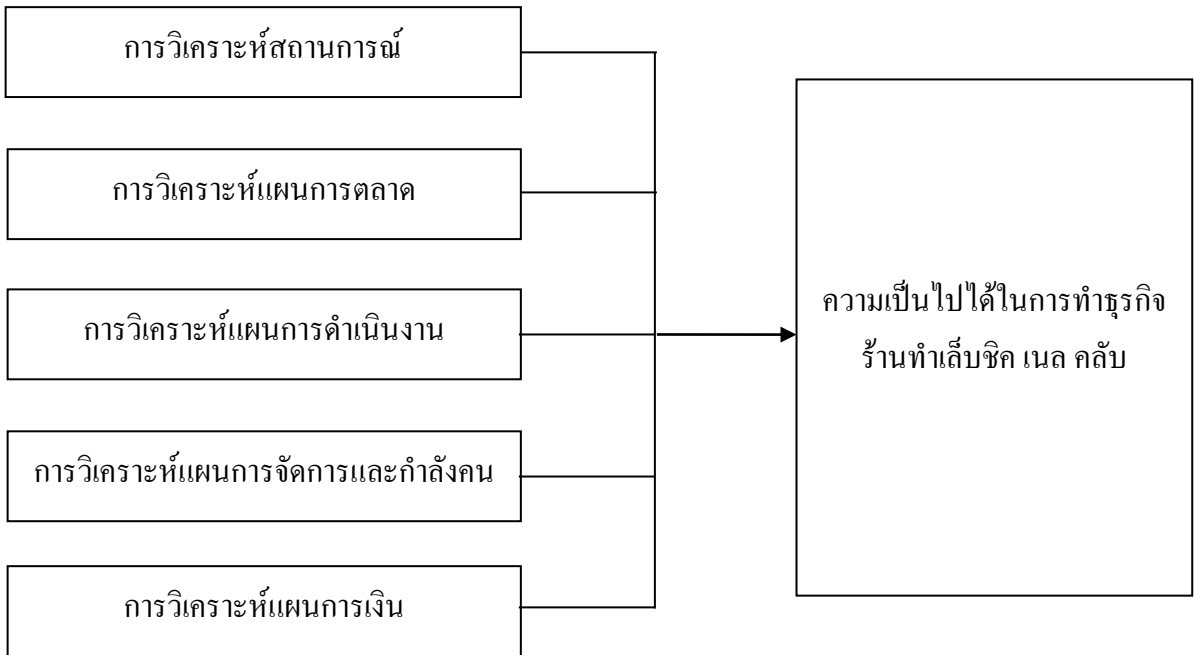 การวิเคราะห์สถานการณ์
การวิเคราะห์แผนการตลาด
การวิเคราะห์แผนการดำเนินงาน
การวิเคราะห์แผนการจัดการและกำลังคน
การวิเคราะห์แผนการเงิน
ความเป็นไปได้ในการทำธุรกิจ
ร้านทำเล็บชิค เนล คลับ